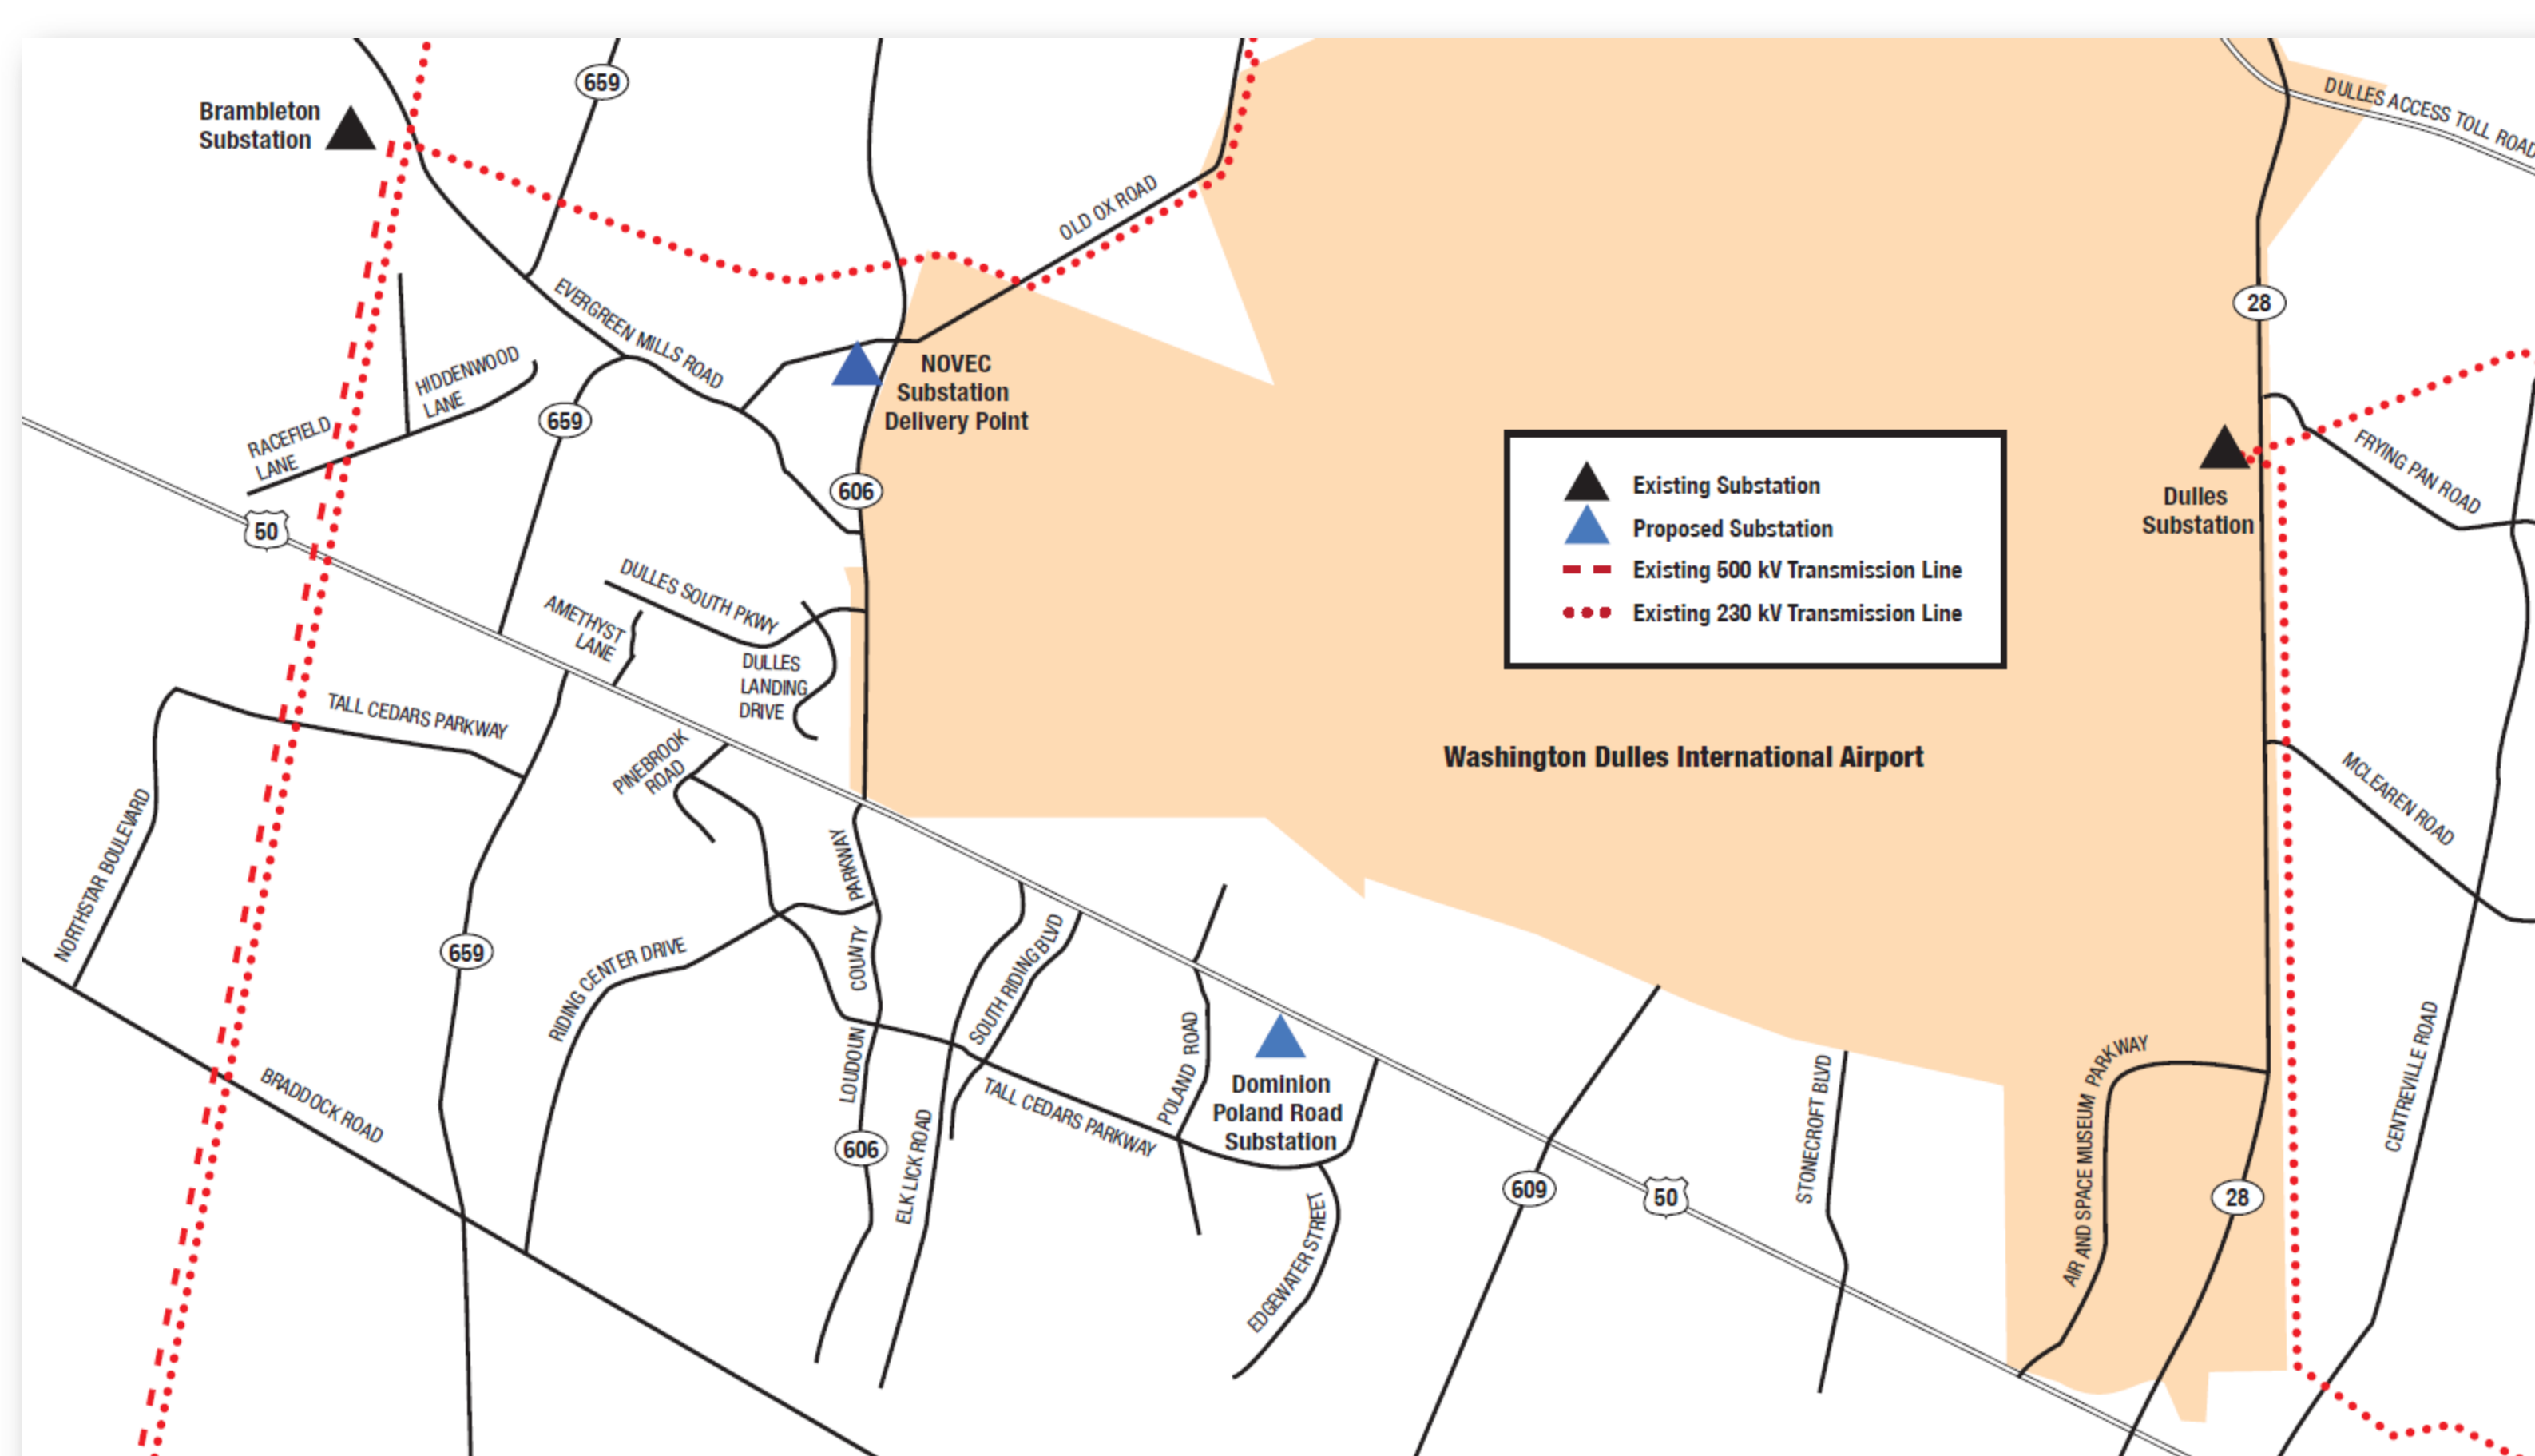 659
DULLES ACCESS TOLL ROAD
Brambleton
Substation
OLD OX ROAD
28
EVERGREEN MILLS ROAD
NOVEC
Substation
Delivery Point
HIDDENWOOD
LANE
RACEFIELD
LANE
659
606
50
FRYING PAN ROAD
Dulles
Substation
Existing Substation
Proposed Substation
Existing 500 kV Transmission Line
Existing 230 kV Transmission Line
DULLES SOUTH PKWY
AMETHYST
LANE
DULLES
LANDING
DRIVE
TALL CEDARS PARKWAY
PINEBROOK
ROAD
Washington Dulles International Airport
MCLEAREN ROAD
NORTHSTAR BOULEVARD
659
RIDING CENTER DRIVE
LOUDOUN COUNTY PARKWAY
SOUTH RIDING BLVD
POLAND ROAD
Dominion
Poland Road
Substation
BRADDOCK ROAD
606
ELK LICK ROAD
TALL CEDARS PARKWAY
EDGEWATER STREET
609
50
STONECROFT BLVD
AIR AND SPACE MUSEUM PARKWAY
28
CENTREVILLE ROAD